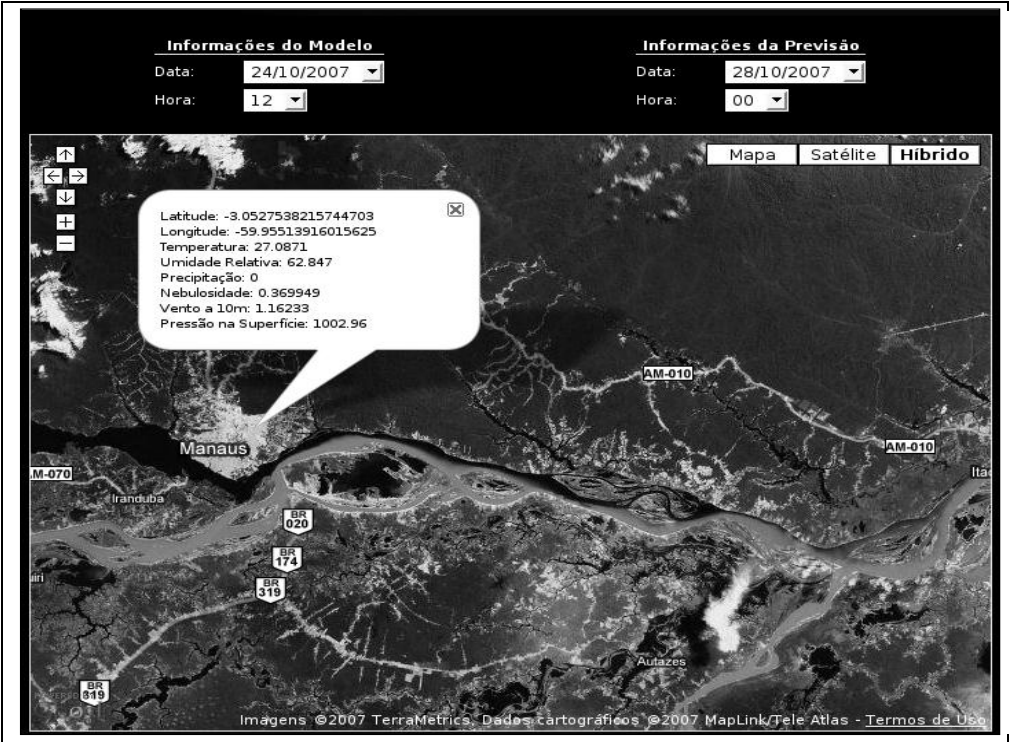 Informações do Modelo
Data: 24/10/2007
Hora: 12
Informações da Previsão
Data: 28/10/2007
Hora: 00
Mapa Satélite Híbrido
Latitude: -3.0527538215744703
Longitude: -59.95513916015625
Temperatura: 27.0871
Umidade Relativa: 62.847
Precipitação: 0
Nebulosidade: 0.369949
Vento a 10m: 1.16233
Pressão na Superfície: 1002.96
AM-010
Manaus
AM-010
M-070
Itac
Iranduba
BR
020
BR
174
uiri
BR
319
Autazes
BR
319
Imagens ©2007 TerraMetrics, Dados cartográficos ©2007 MapLink/Tele Atlas - Termos de Uso